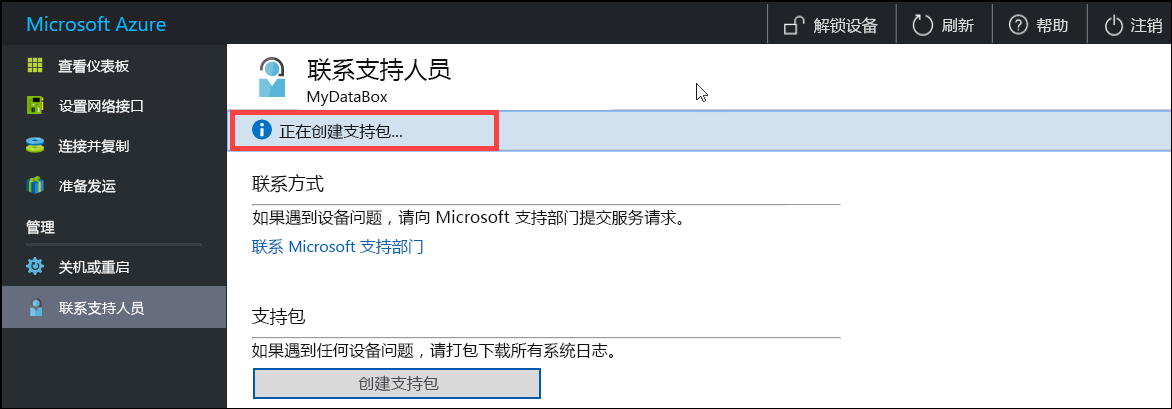 Microsoft Azure
解锁设备
刷新
帮助
注销
查看仪表板
设置网络接口
连接并复制
准备发运
管理
关机或重启
联系支持人员
联系支持人员
MyDataBox
正在创建支持包...
联系方式
如果遇到设备问题，请向 Microsoft 支持部门提交服务请求。
联系 Microsoft 支持部门
支持包
如果遇到任何设备问题，请打包下载所有系统日志。
创建支持包